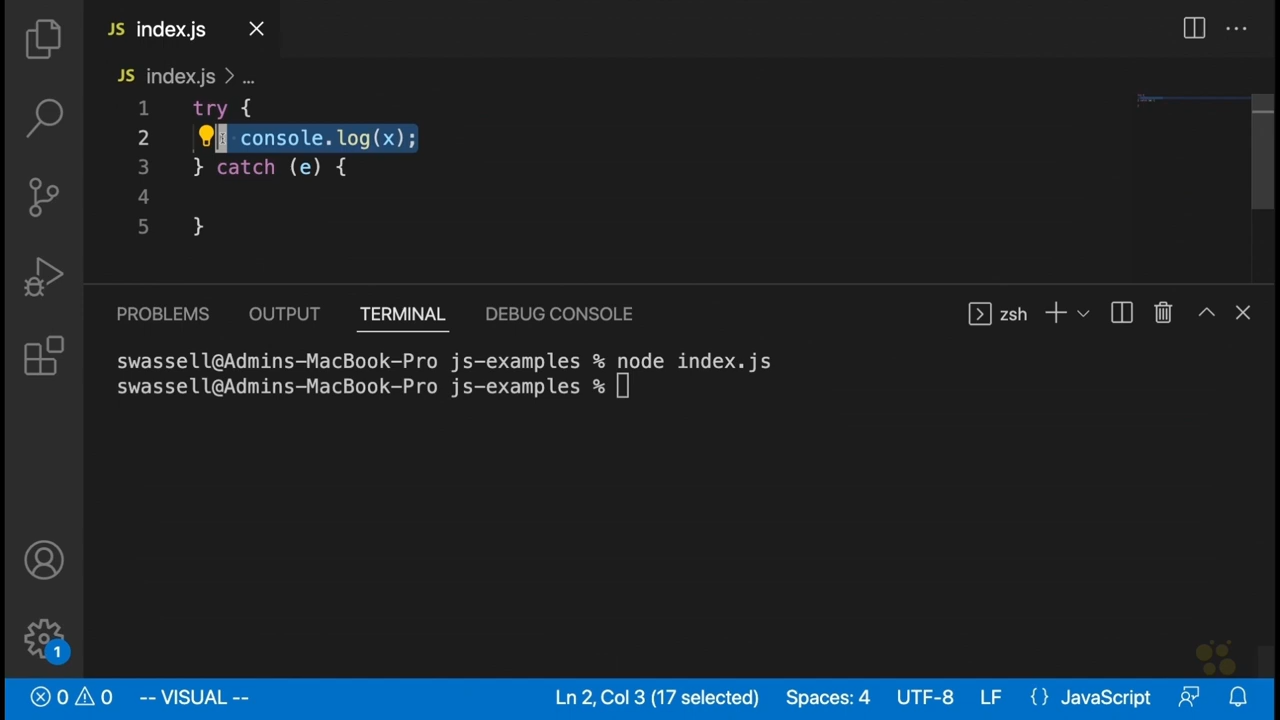 JS index.js
JS index.js > ...
1 try {
2 console.log(x);
3 } catch (e) {
4
5 }
PROBLEMS OUTPUT TERMINAL DEBUG CONSOLE zsh
swassell@Admins-MacBook-Pro js-examples % node index.js
swassell@Admins-MacBook-Pro js-examples %
1
0 0 -- VISUAL -- Ln 2, Col 3 (17 selected) Spaces: 4 UTF-8 LF {} JavaScript